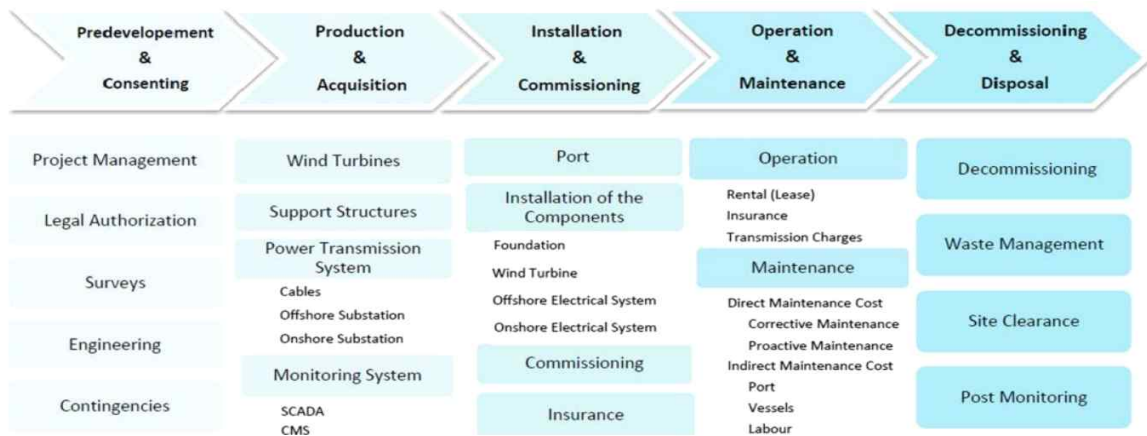 Predevelopement
&
Consenting
Production
&
Acquisition
Installation
&
Commissioning
Operation
&
Maintenance
Decommissioning
&
Disposal
Project Management
Legal Authorization
Surveys
Engineering
Contingencies
Wind Turbines
Support Structures
Power Transmission
System
Cables
Offshore Substation
Onshore Substation
Monitoring System
SCADA
CMS
Port
Installation of the
Components
Foundation
Wind Turbine
Offshore Electrical System
Onshore Electrical System
Commissioning
Insurance
Operation
Rental (Lease)
Insurance
Transmission Charges
Maintenance
Direct Maintenance Cost
Corrective Maintenance
Proactive Maintenance
Indirect Maintenance Cost
Port
Vessels
Labour
Decommissioning
Waste Management
Site Clearance
Post Monitoring